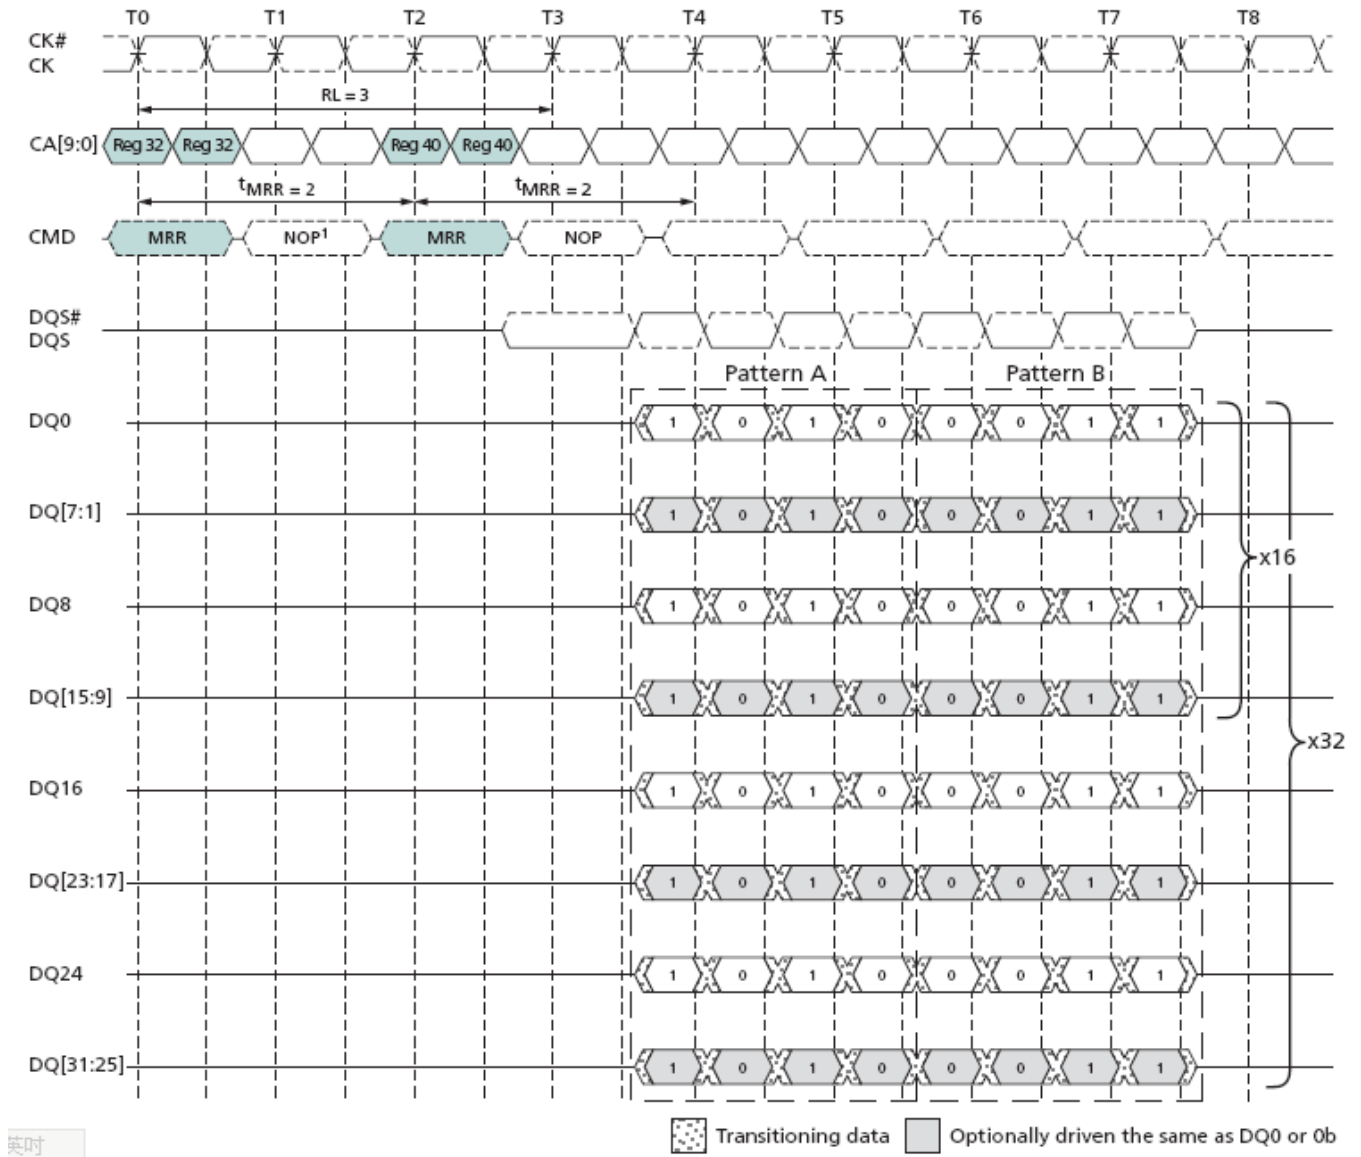 T0 T1 T2 T3 T4 T5 T6 T7 T8
CK#
CK
RL = 3
CA[9:0] Reg 32 Reg 32 Reg 40 Reg 40
tMRR = 2 tMRR = 2
CMD MRR NOP1 MRR NOP
DQS#
DQS
Pattern A Pattern B
DQ0 1 0 1 0 0 0 1 1
DQ[7:1] 1 0 1 0 0 0 1 1
x16
DQ8 1 0 1 0 0 0 1 1
DQ[15:9] 1 0 1 0 0 0 1 1
x32
DQ16 1 0 1 0 0 0 1 1
DQ[23:17] 1 0 1 0 0 0 1 1
DQ24 1 0 1 0 0 0 1 1
DQ[31:25] 1 0 1 0 0 0 1 1
Transitioning data Optionally driven the same as DQ0 or 0b
英吋